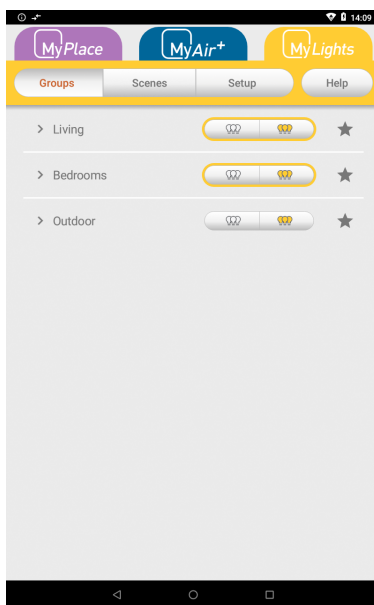 14:09
MyPlace MyAir+ MyLights
Groups Scenes Setup Help
Living
Bedrooms
Outdoor